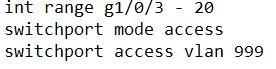 int range g1/0/3 - 20
switchport mode access
switchport access vlan 999